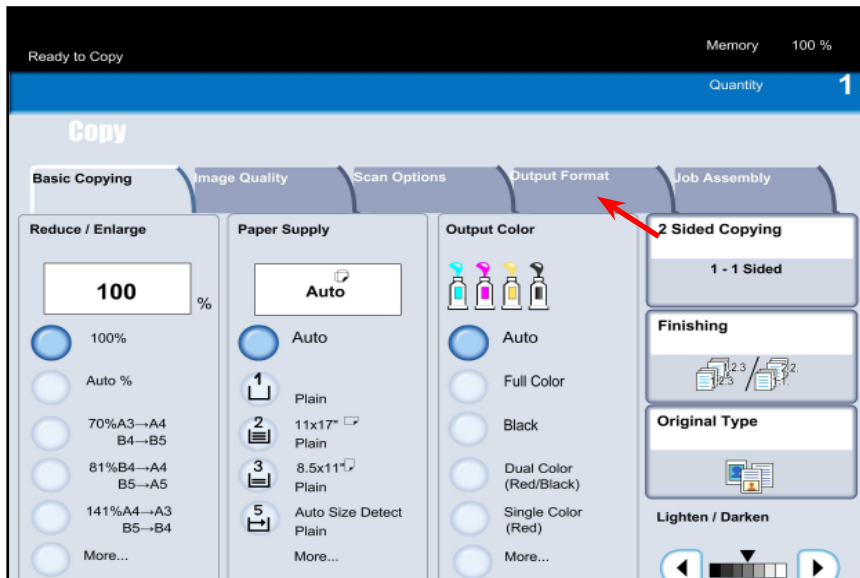 Memory 100 %
Ready to Copy
Quantity 1
Copy
Basic Copying
Image Quality
Scan Options
Output Format
Job Assembly
Reduce / Enlarge
100 %
100%
Auto %
70%A3→A4
B4→B5
81%B4→A4
B5→A5
141%A4→A3
B5→B4
More...
Paper Supply
Auto
Auto
1
Plain
2 11x17"
Plain
3 8.5x11"
Plain
5 Auto Size Detect
Plain
More...
Output Color
Auto
Full Color
Black
Dual Color
(Red/Black)
Single Color
(Red)
More...
2 Sided Copying
1 - 1 Sided
Finishing
Original Type
Lighten / Darken